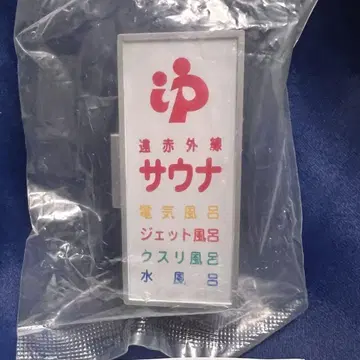 ゆ
遠赤外線
サウナ
電気風呂
ジェット風呂
クスリ風呂
水風呂